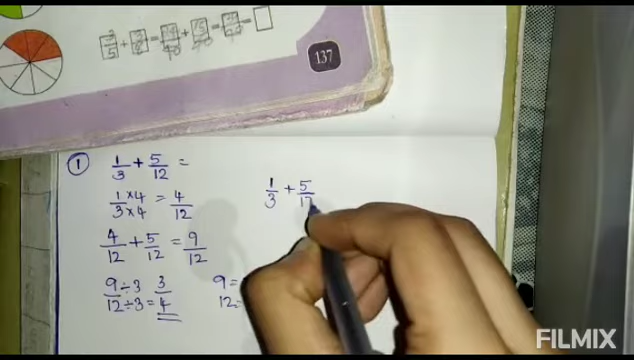 137
① 1/3 + 5/12 =
1/3 ×4/×4 = 4/12
4/12 + 5/12 = 9/12
9/12 ÷3/÷3 = 3/4
9=
12=
1/3 + 5/1
FILMIX